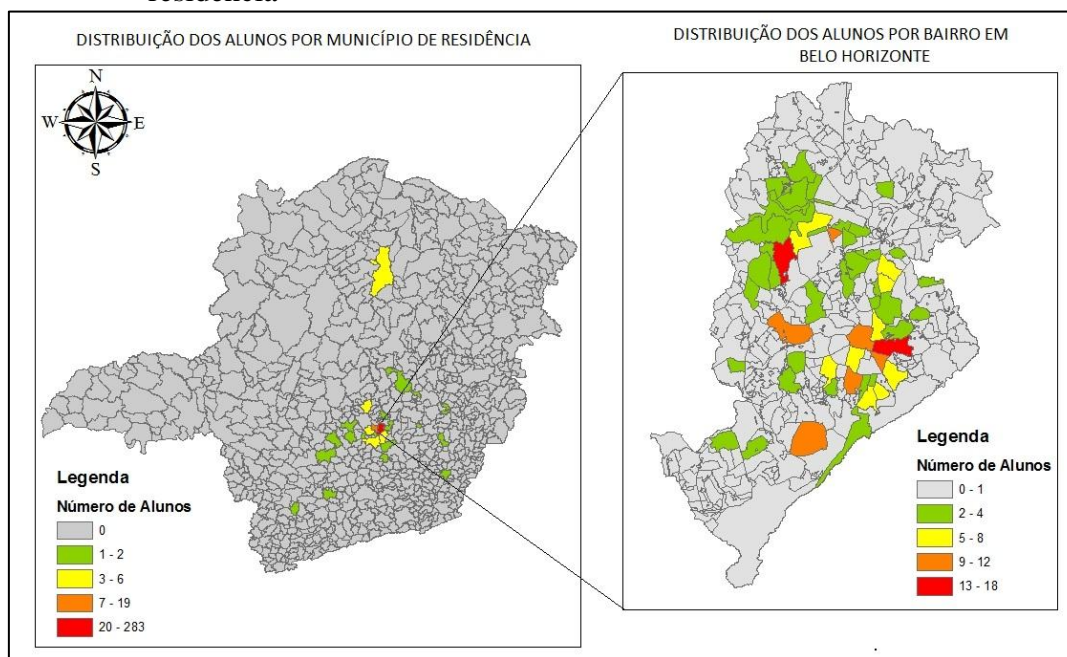 residência
DISTRIBUIÇÃO DOS ALUNOS POR MUNICÍPIO DE RESIDÊNCIA
DISTRIBUIÇÃO DOS ALUNOS POR BAIRRO EM
BELO HORIZONTE
N
W
E
S
Legenda
Número de Alunos
0
1 - 2
3 - 6
7 - 19
20 - 283
Legenda
Número de Alunos
0 - 1
2 - 4
5 - 8
9 - 12
13 - 18